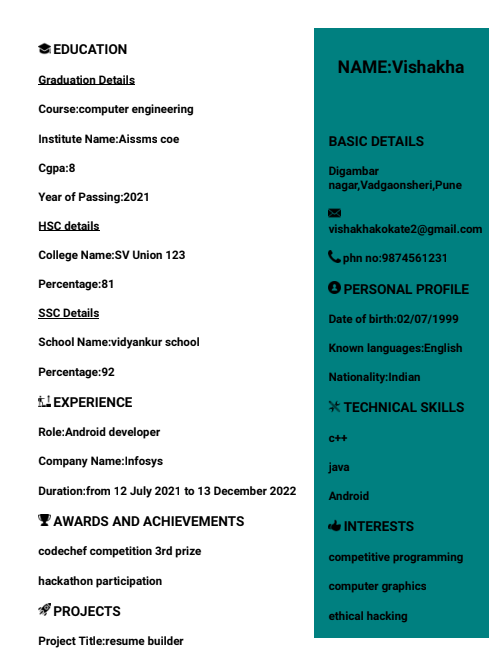 EDUCATION
Graduation Details
Course:computer engineering
Institute Name:Aissms coe
Cgpa:8
Year of Passing:2021
HSC details
College Name:SV Union 123
Percentage:81
SSC Details
School Name:vidyankur school
Percentage:92
EXPERIENCE
Role:Android developer
Company Name:Infosys
Duration:from 12 July 2021 to 13 December 2022
AWARDS AND ACHIEVEMENTS
codechef competition 3rd prize
hackathon participation
PROJECTS
Project Title:resume builder
NAME:Vishakha
BASIC DETAILS
Digambar
nagar,Vadgaonsheri,Pune
vishakhakokate2@gmail.com
phn no:9874561231
PERSONAL PROFILE
Date of birth:02/07/1999
Known languages:English
Nationality:Indian
TECHNICAL SKILLS
c++
java
Android
INTERESTS
competitive programming
computer graphics
ethical hacking